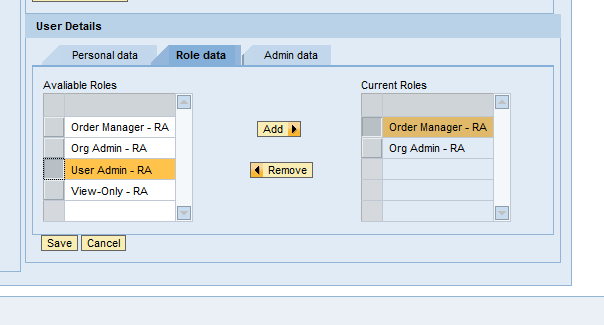 User Details
Personal data
Role data
Admin data
Avaliable Roles
Current Roles
Order Manager - RA
Org Admin - RA
User Admin - RA
View-Only - RA
Add
Remove
Order Manager - RA
Org Admin - RA
Save
Cancel